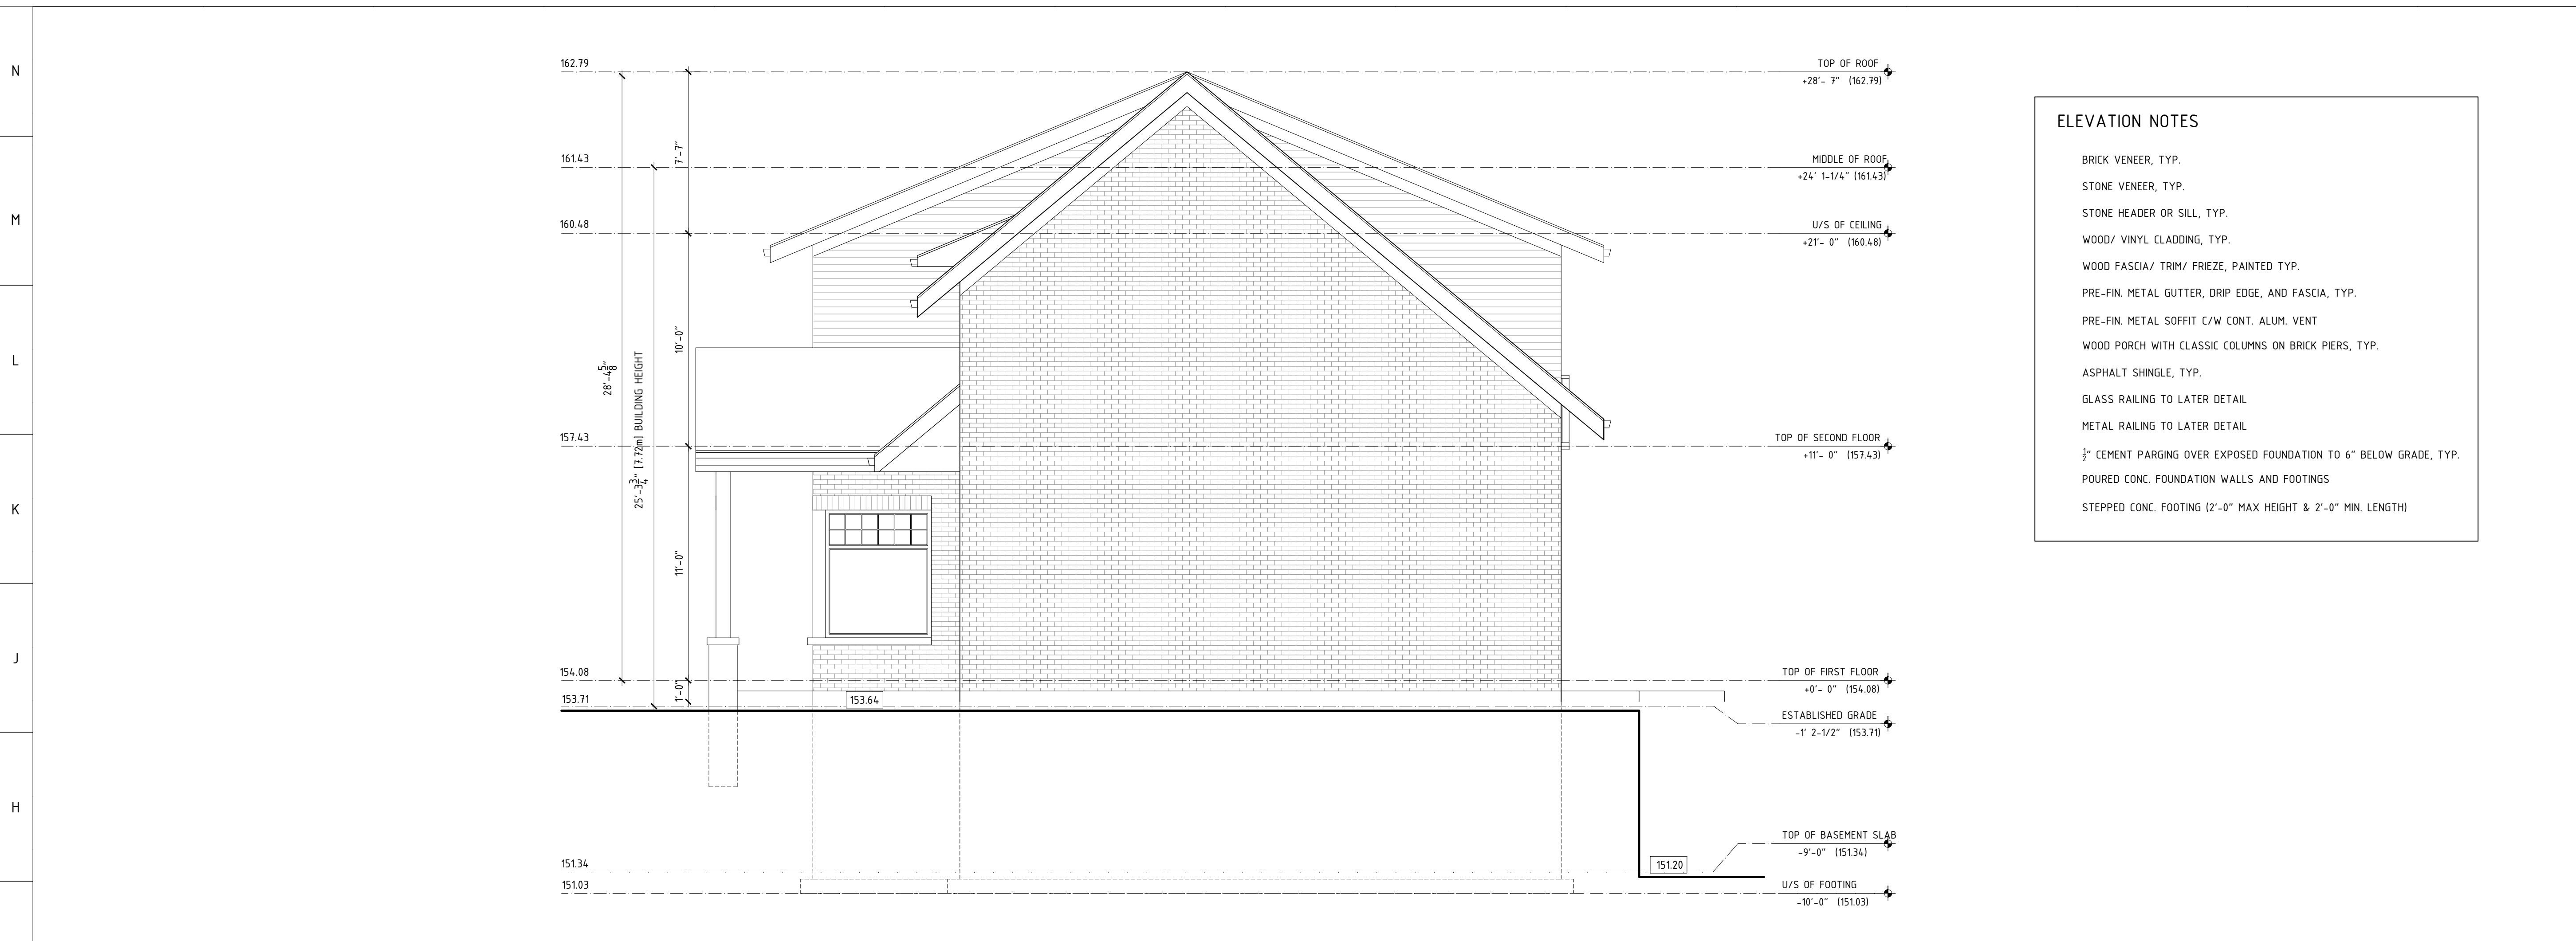 N
M
L
K
J
H
162.79
161.43
160.48
157.43
154.08
153.71
151.34
151.03
28'-4 5/8"
25'-3 3/4" [7.72m] BUILDING HEIGHT
7'-7"
10'-0"
11'-0"
1'-0"
153.64
151.20
TOP OF ROOF
+28'- 7" (162.79)
MIDDLE OF ROOF
+24' 1-1/4" (161.43)
U/S OF CEILING
+21'- 0" (160.48)
TOP OF SECOND FLOOR
+11'- 0" (157.43)
TOP OF FIRST FLOOR
+0'- 0" (154.08)
ESTABLISHED GRADE
-1' 2-1/2" (153.71)
TOP OF BASEMENT SLAB
-9'-0" (151.34)
U/S OF FOOTING
-10'-0" (151.03)
ELEVATION NOTES
BRICK VENEER, TYP.
STONE VENEER, TYP.
STONE HEADER OR SILL, TYP.
WOOD/ VINYL CLADDING, TYP.
WOOD FASCIA/ TRIM/ FRIEZE, PAINTED TYP.
PRE-FIN. METAL GUTTER, DRIP EDGE, AND FASCIA, TYP.
PRE-FIN. METAL SOFFIT C/W CONT. ALUM. VENT
WOOD PORCH WITH CLASSIC COLUMNS ON BRICK PIERS, TYP.
ASPHALT SHINGLE, TYP.
GLASS RAILING TO LATER DETAIL
METAL RAILING TO LATER DETAIL
1/2" CEMENT PARGING OVER EXPOSED FOUNDATION TO 6" BELOW GRADE, TYP.
POURED CONC. FOUNDATION WALLS AND FOOTINGS
STEPPED CONC. FOOTING (2'-0" MAX HEIGHT & 2'-0" MIN. LENGTH)